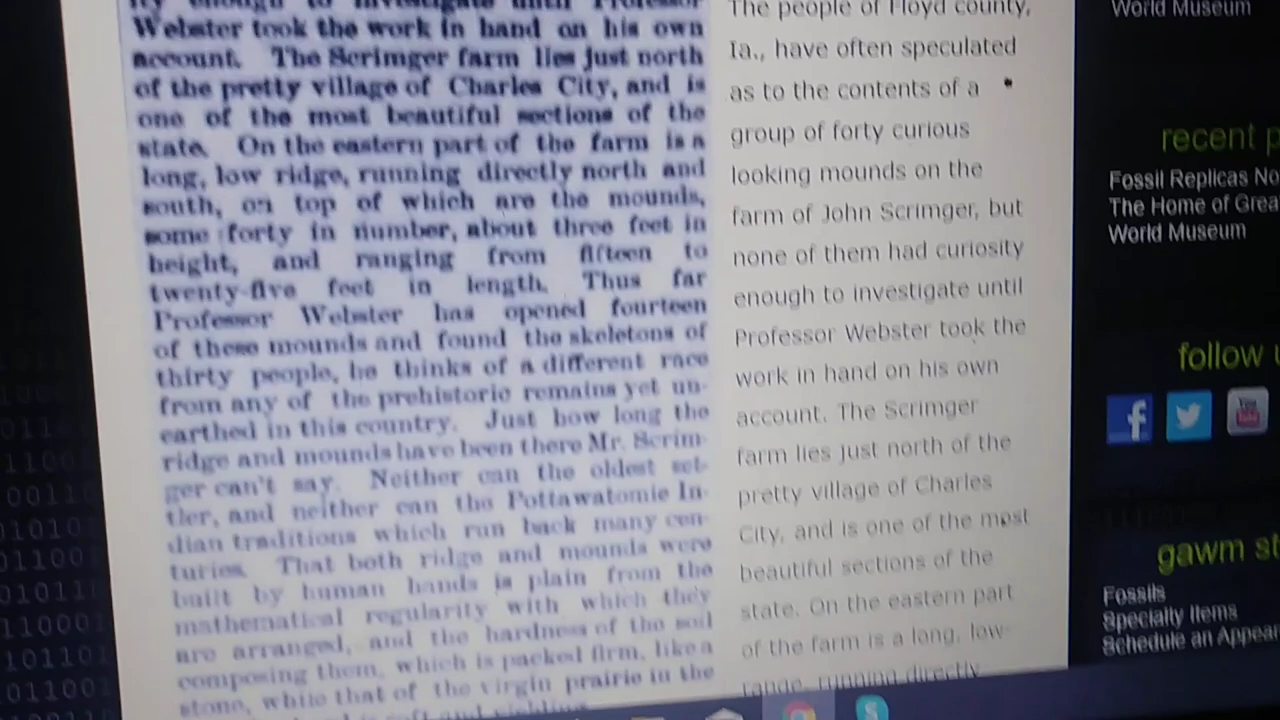 Webster took the work in hand on his own
account. The Scrimger farm lies just north
of the pretty village of Charles City, and is
one of the most beautiful sections of the
state. On the eastern part of the farm is a
long, low ridge, running directly north and
south, on top of which are the mounds,
some forty in number, about three feet in
height, and ranging from fifteen to
twenty-five feet in length. Thus far
Professor Webster has opened fourteen
of these mounds and found the skeletons of
thirty people, he thinks of a different race
from any of the prehistoric remains yet un-
earthed in this country. Just how long the
ridge and mounds have been there Mr. Scrim-
ger can't say. Neither can the oldest set-
tler, and neither can the Pottawatomie In-
dian traditions which run back many cen-
turies. That both ridge and mounds were
built by human hands is plain from the
mathematical regularity with which they
are arranged, and the hardness of the soil
composing them, which is packed firm, like a
stone, while that of the virgin prairie in the
The people of Floyd county,
Ia., have often speculated
as to the contents of a
group of forty curious
looking mounds on the
farm of John Scrimger, but
none of them had curiosity
enough to investigate until
Professor Webster took the
work in hand on his own
account. The Scrimger
farm lies just north of the
pretty village of Charles
City, and is one of the most
beautiful sections of the
state. On the eastern part
of the farm is a long, low-
range, running directly
World Museum
recent p
Fossil Replicas No
The Home of Grea
World Museum
follow u
gawm st
Fossils
Specialty Items
Schedule an Appea